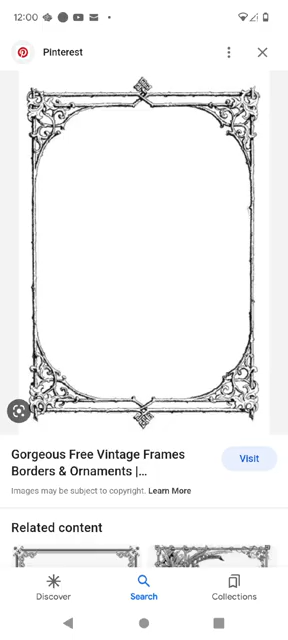 12:00
Pinterest
Gorgeous Free Vintage Frames
Borders & Ornaments |...
Visit
Images may be subject to copyright. Learn More
Related content
Discover
Search
Collections